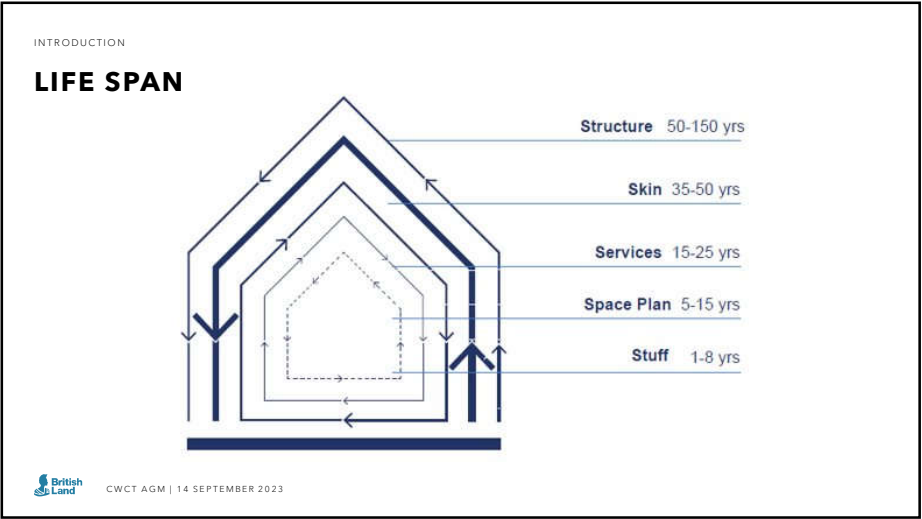 INTRODUCTION
LIFE SPAN
Structure 50-150 yrs
Skin 35-50 yrs
Services 15-25 yrs
Space Plan 5-15 yrs
Stuff 1-8 yrs
British
Land
CWCT AGM | 14 SEPTEMBER 2023